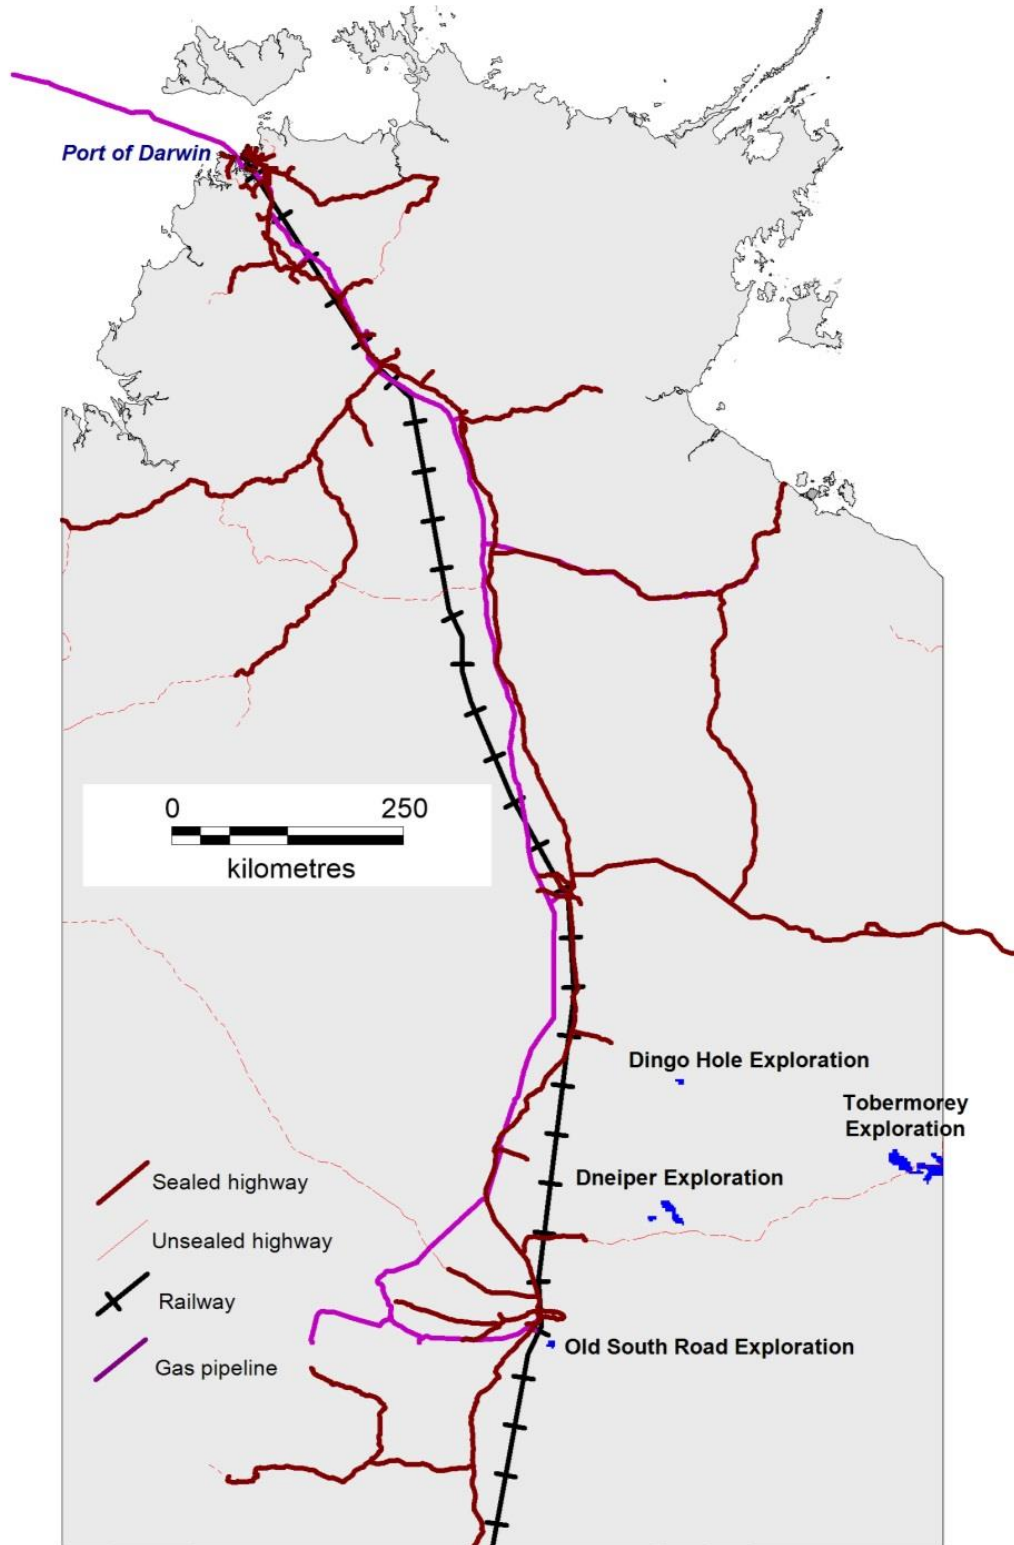 Port of Darwin
0 250
kilometres
Dingo Hole Exploration
Tobermorey
Exploration
Dneiper Exploration
Sealed highway
Unsealed highway
Railway
Old South Road Exploration
Gas pipeline